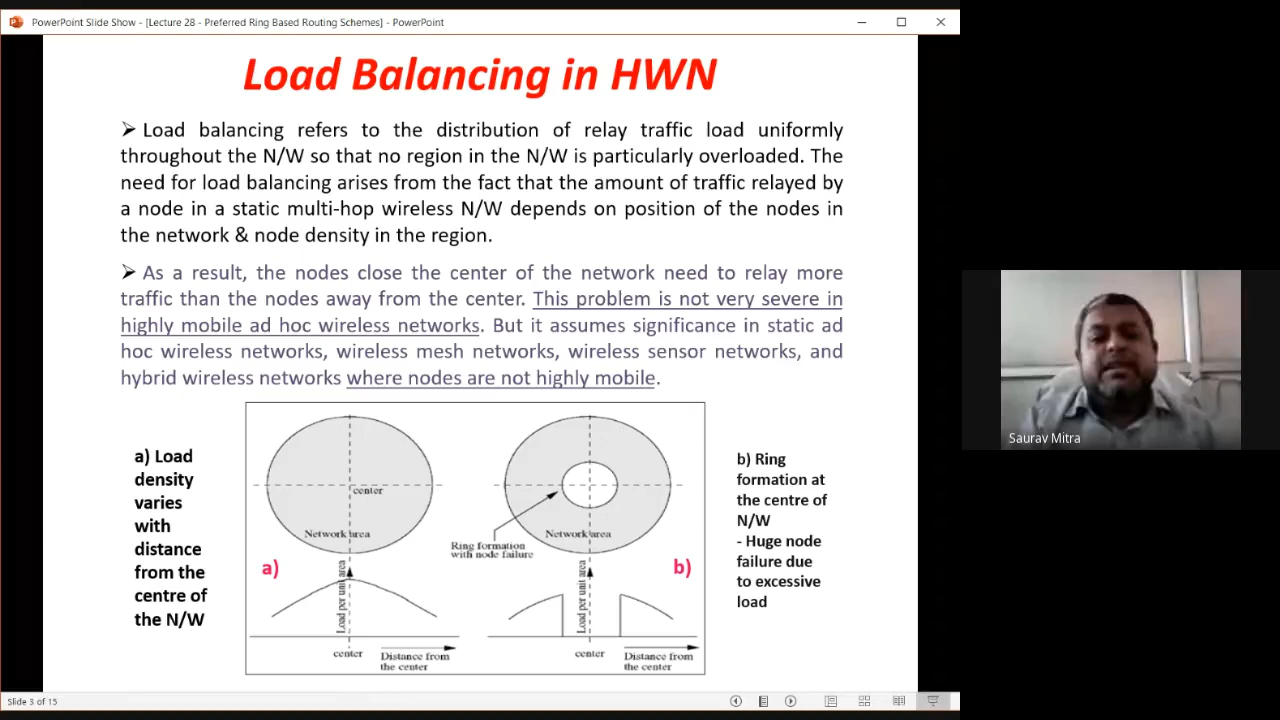 PowerPoint Slide Show - [Lecture 28 - Preferred Ring Based Routing Schemes] - PowerPoint
Load Balancing in HWN
➢ Load balancing refers to the distribution of relay traffic load uniformly
throughout the N/W so that no region in the N/W is particularly overloaded. The
need for load balancing arises from the fact that the amount of traffic relayed by
a node in a static multi-hop wireless N/W depends on position of the nodes in
the network & node density in the region.
➢ As a result, the nodes close the center of the network need to relay more
traffic than the nodes away from the center. This problem is not very severe in
highly mobile ad hoc wireless networks. But it assumes significance in static ad
hoc wireless networks, wireless mesh networks, wireless sensor networks, and
hybrid wireless networks where nodes are not highly mobile.
a) Load
density
varies
with
distance
from the
centre of
the N/W
center
Network area
a)
Load per unit area
center
Distance from
the center
Network area
Ring formation
with node failure
b)
Load per unit area
center
Distance from
the center
b) Ring
formation at
the centre of
N/W
- Huge node
failure due
to excessive
load
Saurav Mitra
Slide 3 of 15